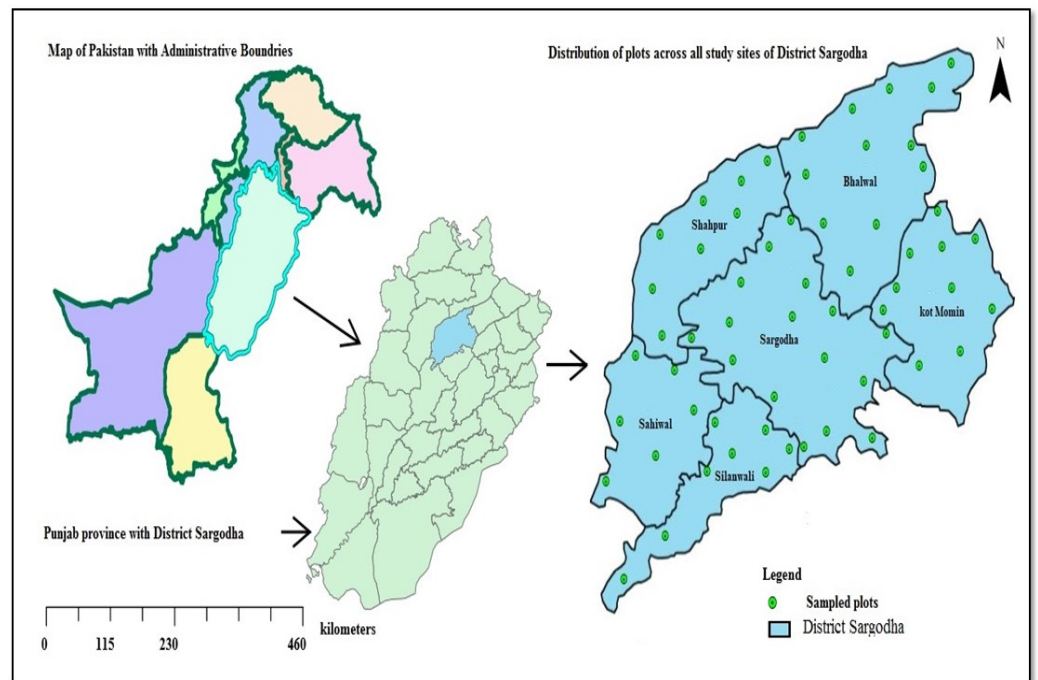 Map of Pakistan with Administrative Boundries
Distribution of plots across all study sites of District Sargodha
N
Bhalwal
Shahpur
kot Momin
Sargodha
Sahiwal
Silanwali
Punjab province with District Sargodha
Legend
Sampled plots
District Sargodha
kilometers
0 115 230 460